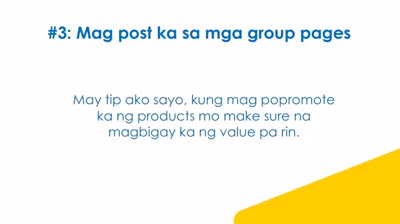 #3: Mag post ka sa mga group pages
May tip ako sayo, kung mag popromote
ka ng products mo make sure na
magbigay ka ng value pa rin.